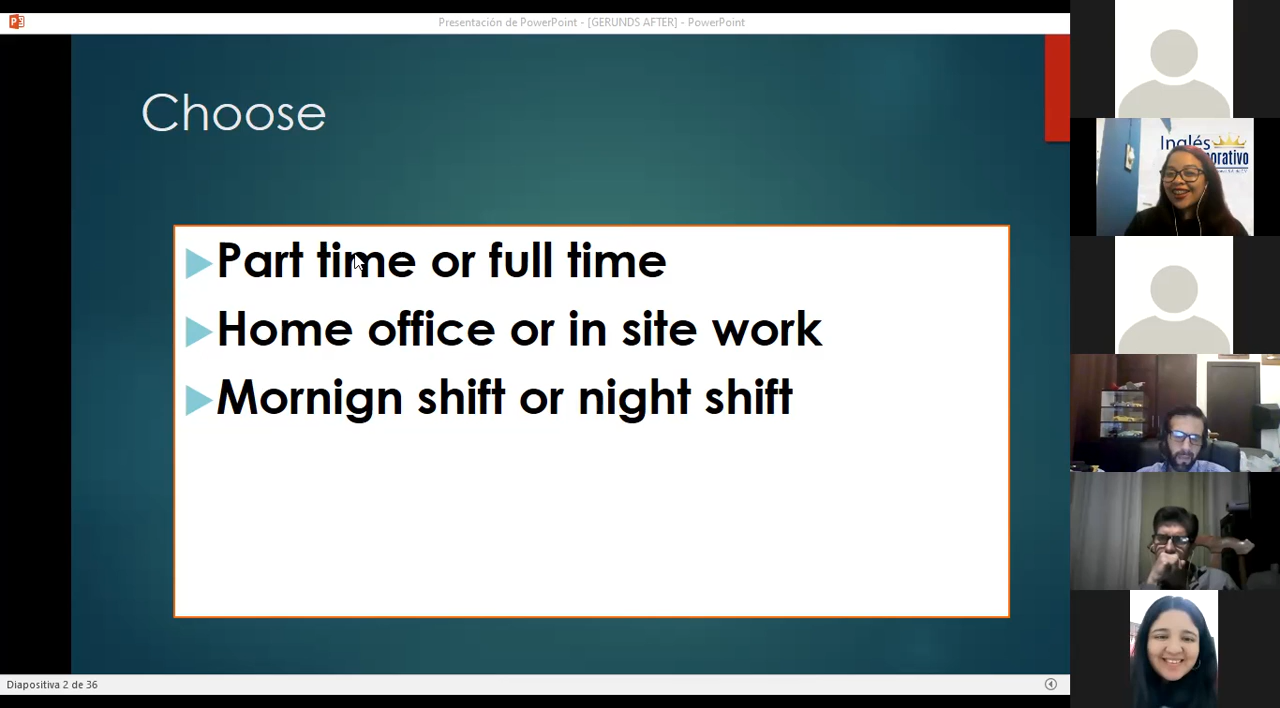 Presentación de PowerPoint - [GERUNDS AFTER] - PowerPoint
Choose
Part time or full time
Home office or in site work
Mornign shift or night shift
Diapositiva 2 de 36
Inglés
orativo